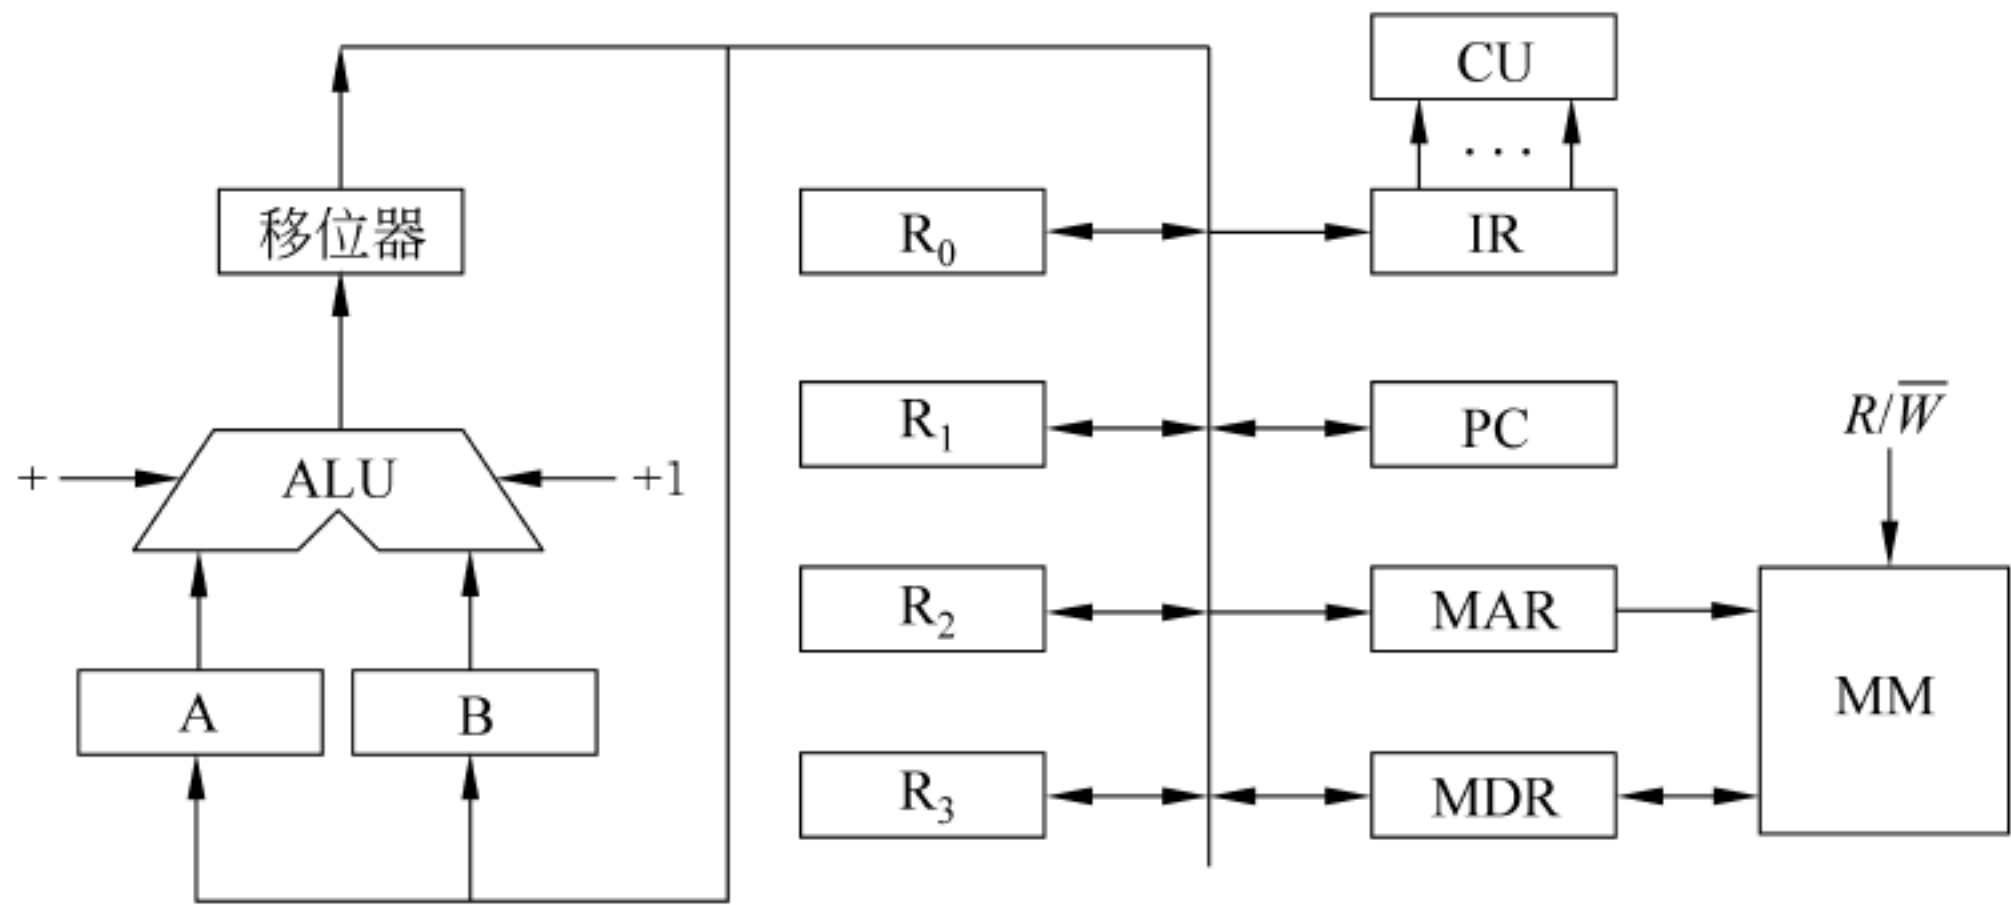 CU
...
移位器
R₀
IR
R₁
PC
R/W̅
+
ALU
+1
R₂
MAR
MM
A
B
R₃
MDR